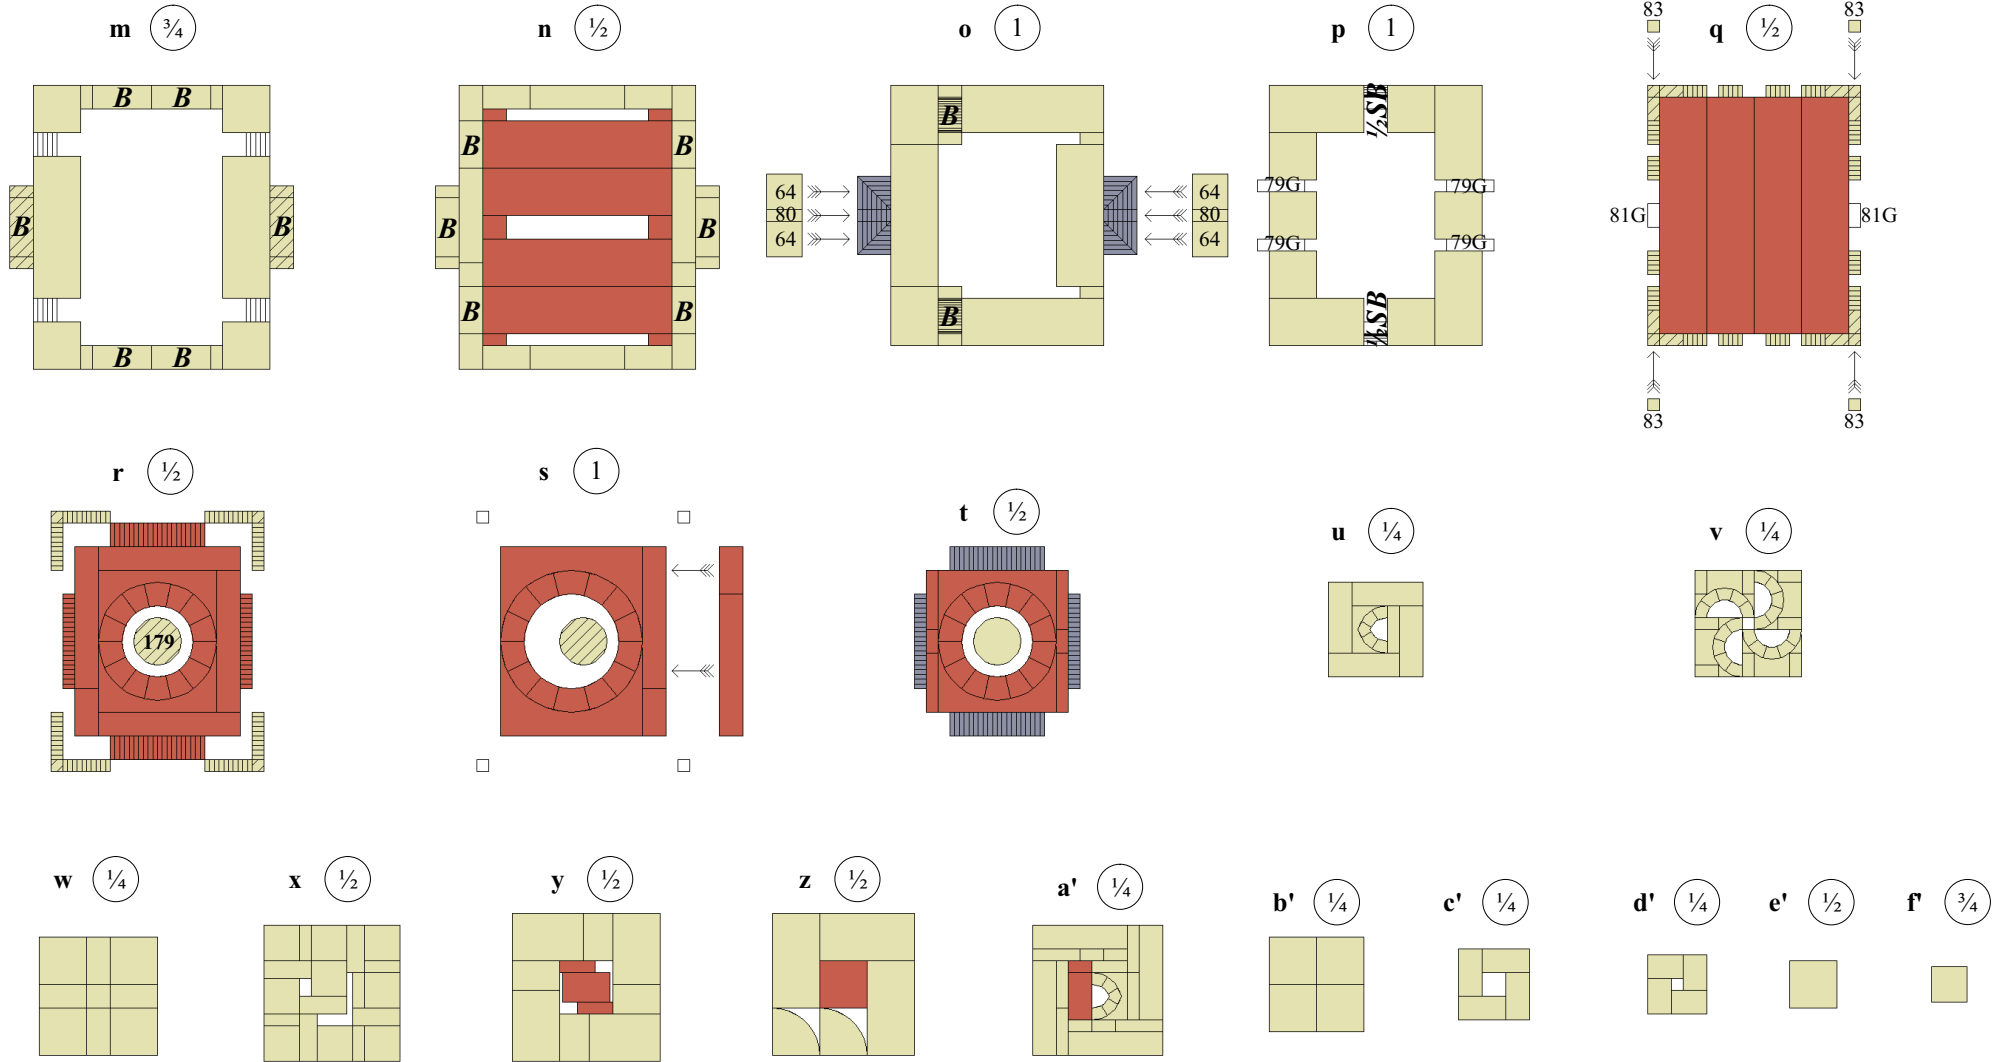 83 83
m ¾ n ½ o 1 p 1 q ½
B B
½SB
B B B
64 64
79G 79G
B B B B 80 80 81G 81G
64 64
79G 79G
B B B
½SB
B B
83 83
r ½ s 1
t ½ u ¼ v ¼
179
w ¼ x ½ y ½ z ½ a' ¼ b' ¼ c' ¼ d' ¼ e' ½ f' ¾